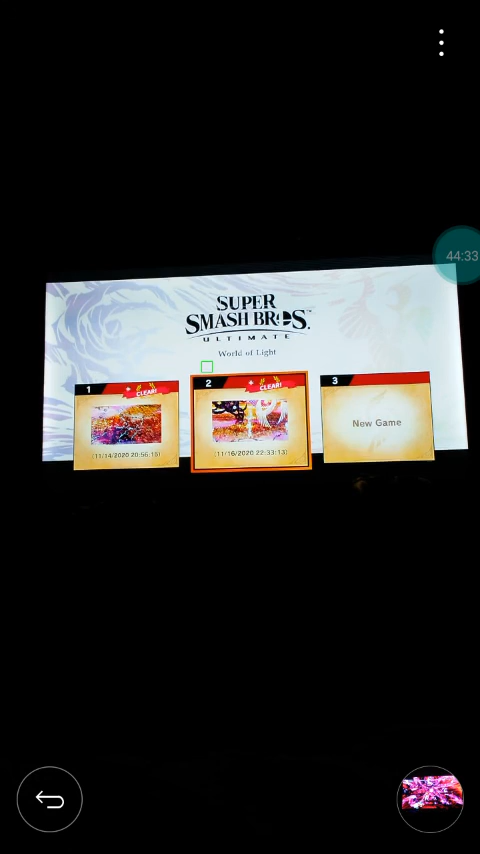 44:33
SUPER
SMASH BROS.™
ULTIMATE
World of Light
1
CLEAR!
(11/14/2020 20:56:15)
2
CLEAR!
(11/16/2020 22:33:13)
3
New Game